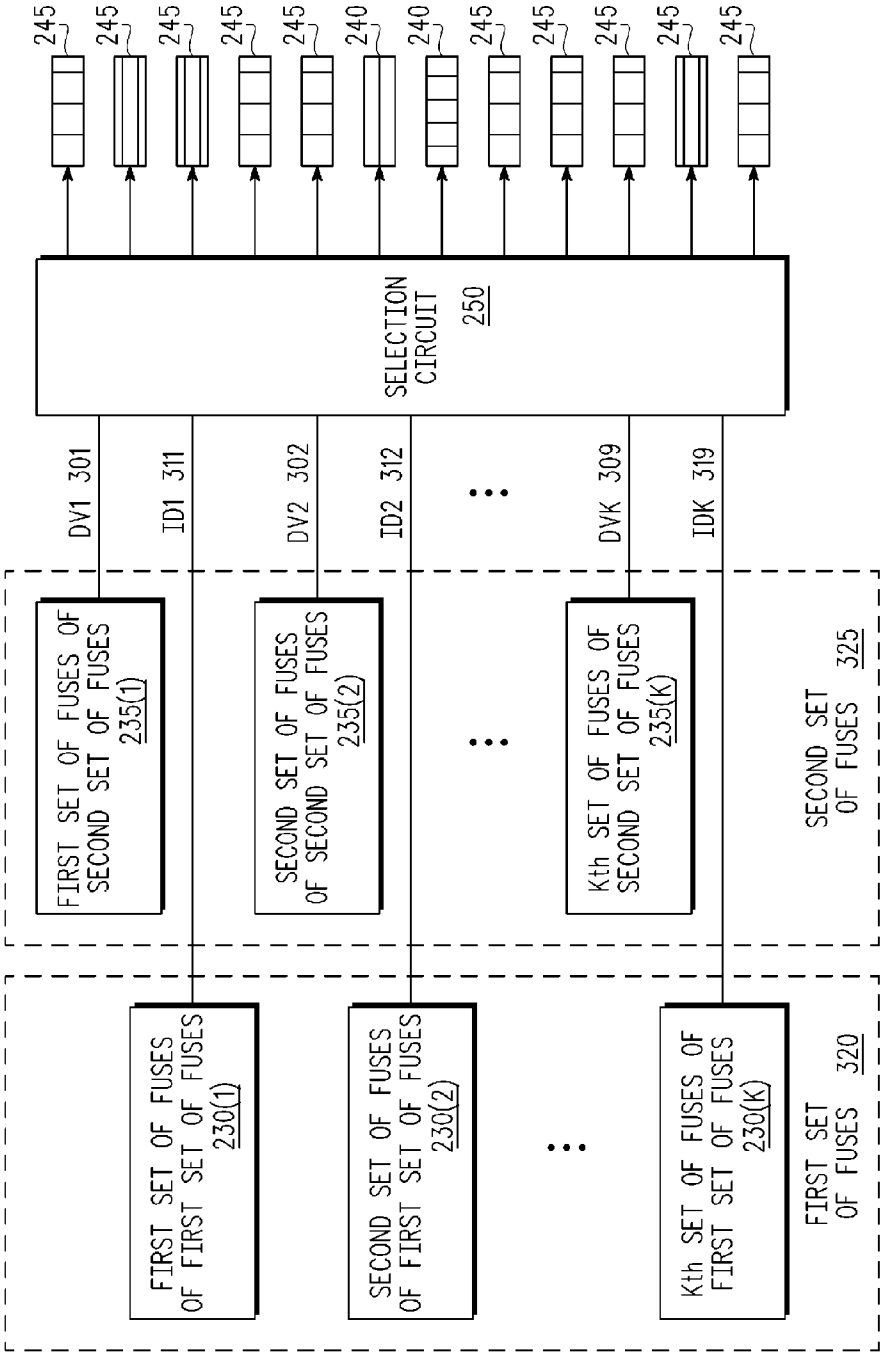 245
245
245
245
245
240
240
245
245
245
245
245
SELECTION
CIRCUIT
250
DV1 301
ID1 311
DV2 302
ID2 312
•••
DVK 309
IDK 319
FIRST SET OF FUSES OF
SECOND SET OF FUSES
235(1)
SECOND SET OF FUSES
OF SECOND SET OF FUSES
235(2)
•••
Kth SET OF FUSES OF
SECOND SET OF FUSES
235(K)
SECOND SET
OF FUSES 325
FIRST SET OF FUSES
OF FIRST SET OF FUSES
230(1)
SECOND SET OF FUSES
OF FIRST SET OF FUSES
230(2)
•••
Kth SET OF FUSES OF
FIRST SET OF FUSES
230(K)
FIRST SET
OF FUSES 320